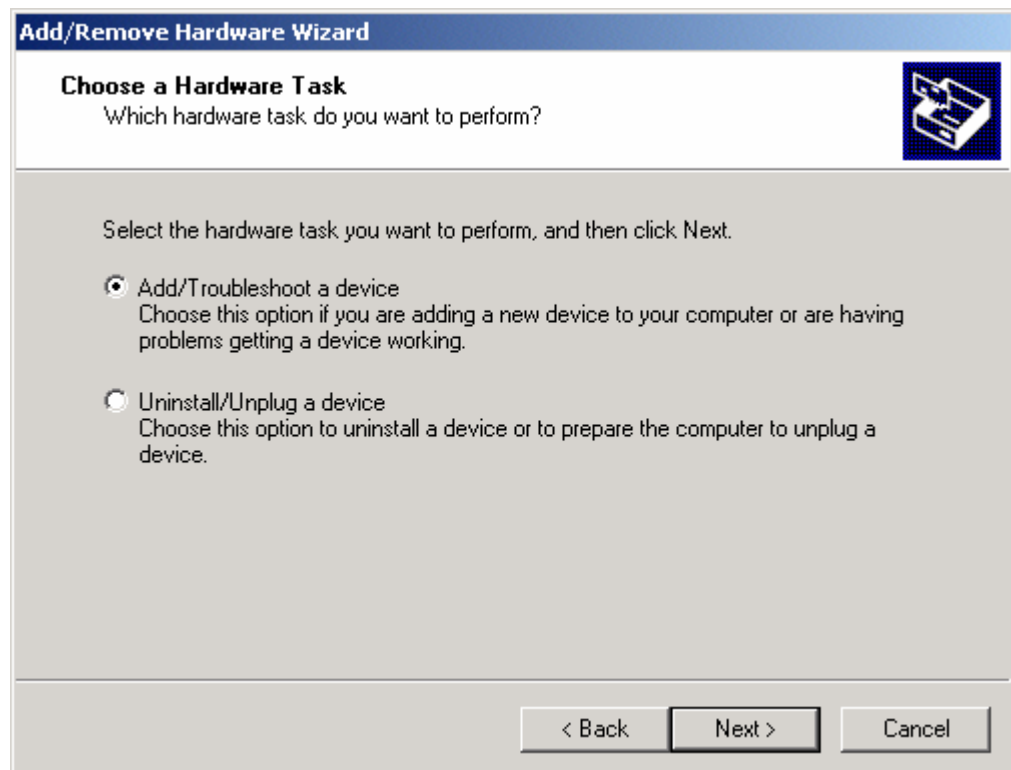 Add/Remove Hardware Wizard
Choose a Hardware Task
Which hardware task do you want to perform?
Select the hardware task you want to perform, and then click Next.
Add/Troubleshoot a device
Choose this option if you are adding a new device to your computer or are having
problems getting a device working.
Uninstall/Unplug a device
Choose this option to uninstall a device or to prepare the computer to unplug a
device.
< Back Next > Cancel